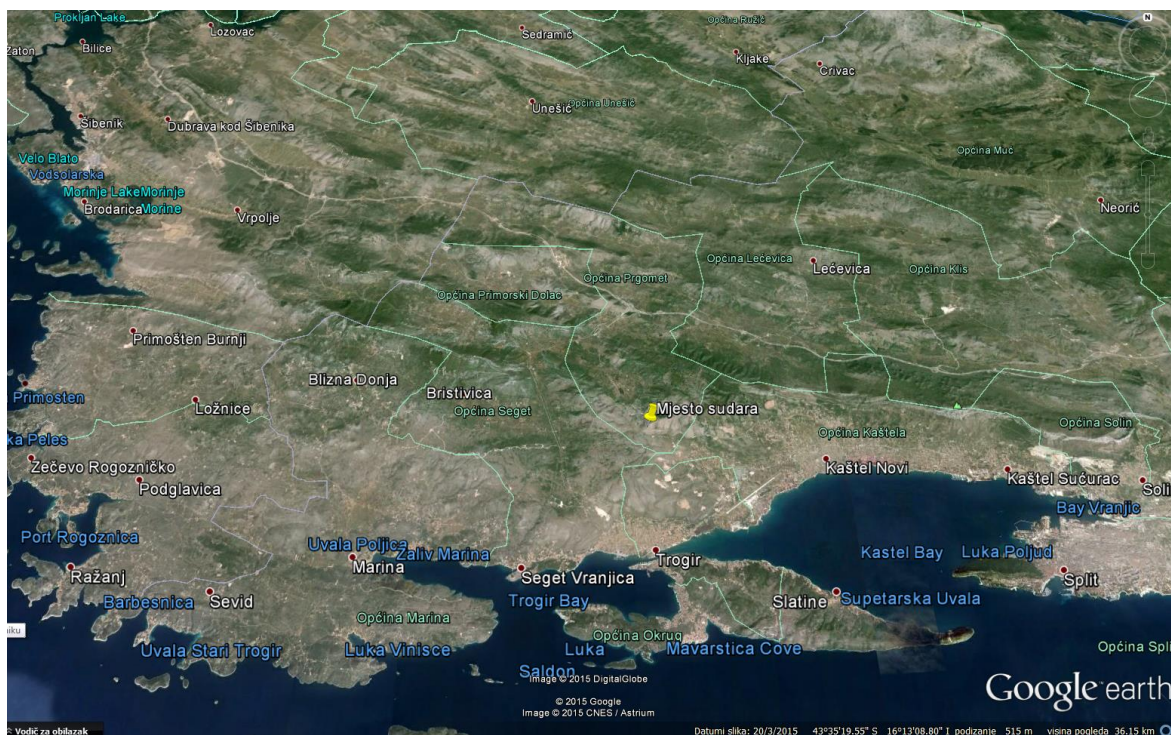 Prokljan Lake
Lozovac
Sedramić
Općina Ružić
N
Bilice
Zaton
Kljake
Crivac
Unešić
Općina Unešić
Šibenik
Dubrava kod Šibenika
Općina Muć
Velo Blato
Vodsolarska
Morinje Lake
Morinje
Brodarica
Morine
Vrpolje
Neorić
Općina Lećevica
Lećevica
Općina Klis
Općina Prgomet
Općina Primorski Dolac
Primošten Burnji
Blizna Donja
Primosten
Bristivica
Ložnice
Općina Seget
Mjesto sudara
Općina Solin
ka Peles
Općina Kaštela
Zečevo Rogozničko
Kaštel Novi
Kaštel Sućurac
Podglavica
Soli
Bay Vranjic
Port Rogoznica
Uvala Poljica
Zaliv Marina
Trogir
Kastel Bay
Luka Poljud
Marina
Ražanj
Seget Vranjica
Split
Barbesnica
Sevid
Trogir Bay
Slatine
Supetarska Uvala
Općina Marina
niku
Općina Okrug
Uvala Stari Trogir
Luka Vinisce
Luka
Mavarstica Cove
Općina Spli
Saldon
Image © 2015 DigitalGlobe
© 2015 Google
Image © 2015 CNES / Astrium
Google earth
Vodič za obilazak
Datumi slika: 20/3/2015 43°35'19.55" S 16°13'08.80" I podizanje 515 m visina pogleda 36.15 km